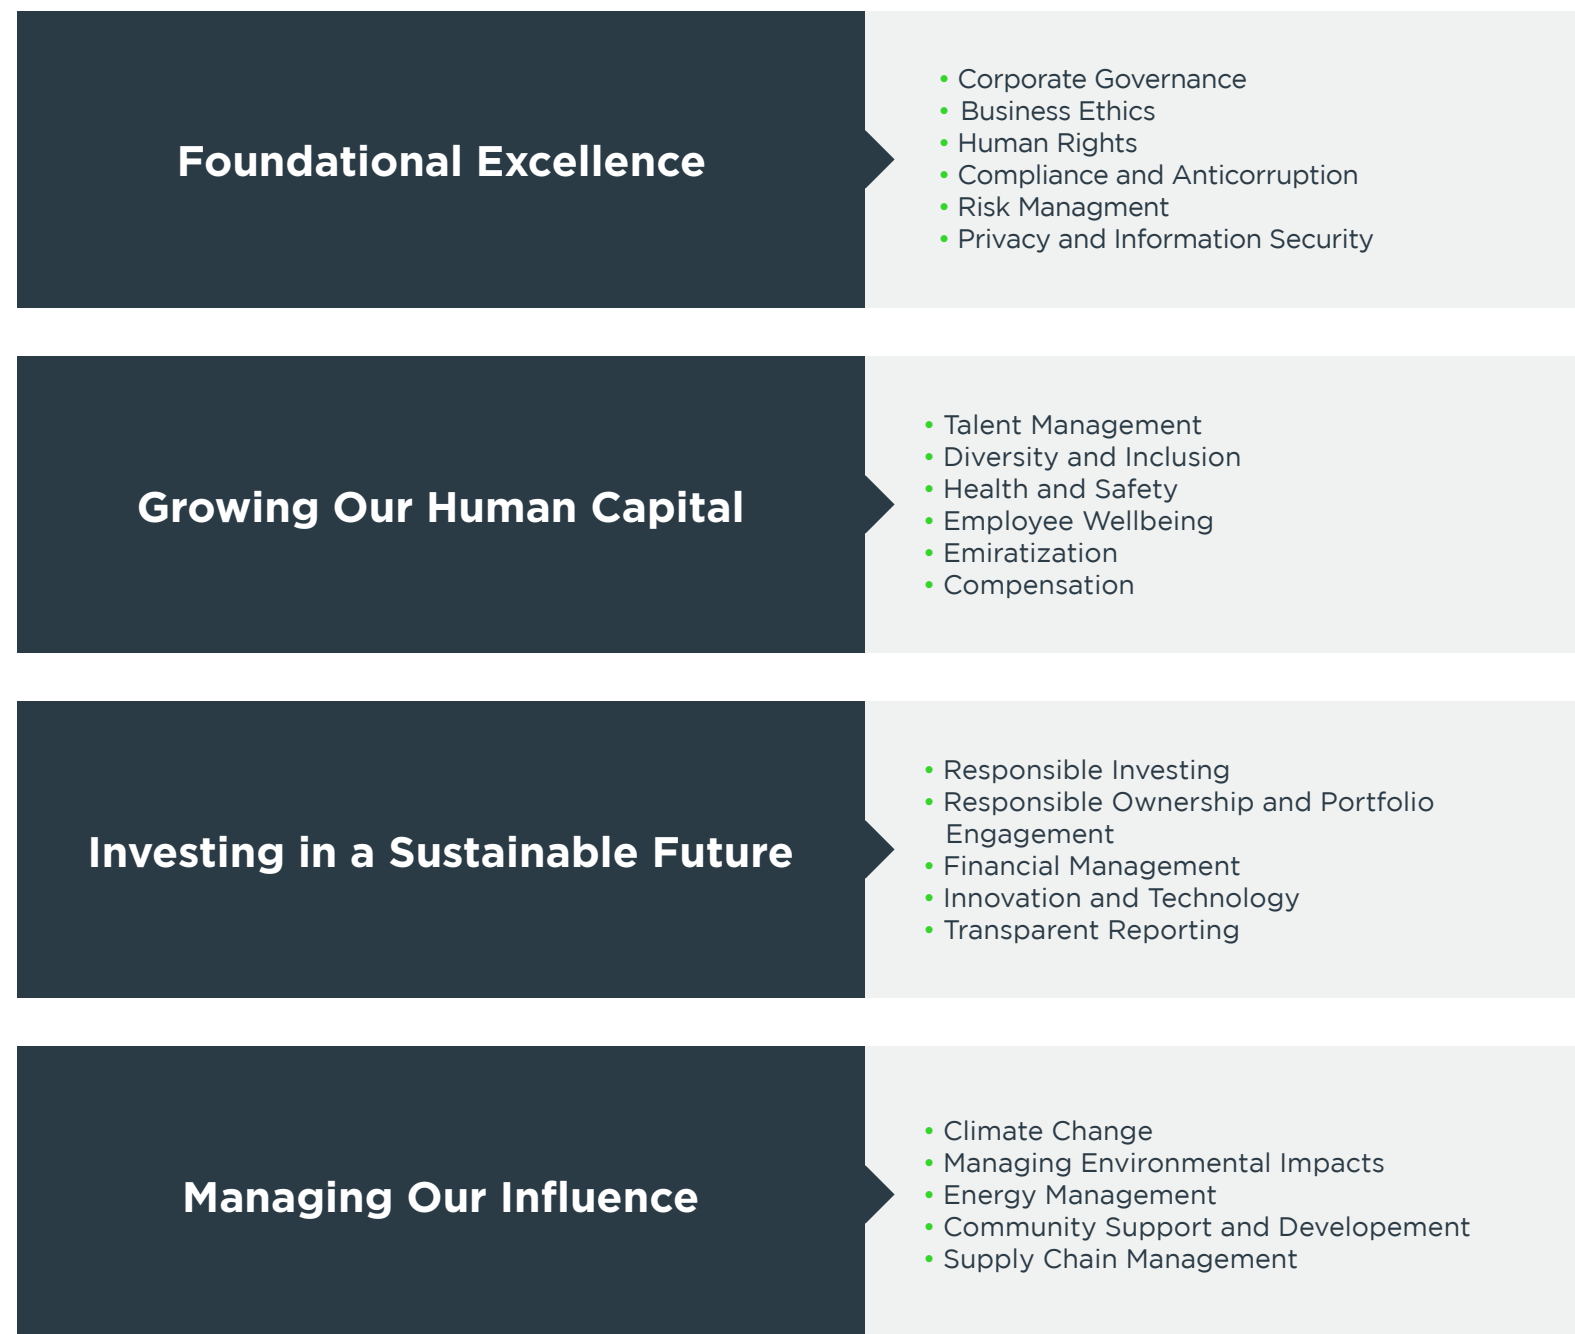 Foundational Excellence
• Corporate Governance
• Business Ethics
• Human Rights
• Compliance and Anticorruption
• Risk Managment
• Privacy and Information Security
Growing Our Human Capital
• Talent Management
• Diversity and Inclusion
• Health and Safety
• Employee Wellbeing
• Emiratization
• Compensation
Investing in a Sustainable Future
• Responsible Investing
• Responsible Ownership and Portfolio
Engagement
• Financial Management
• Innovation and Technology
• Transparent Reporting
Managing Our Influence
• Climate Change
• Managing Environmental Impacts
• Energy Management
• Community Support and Developement
• Supply Chain Management